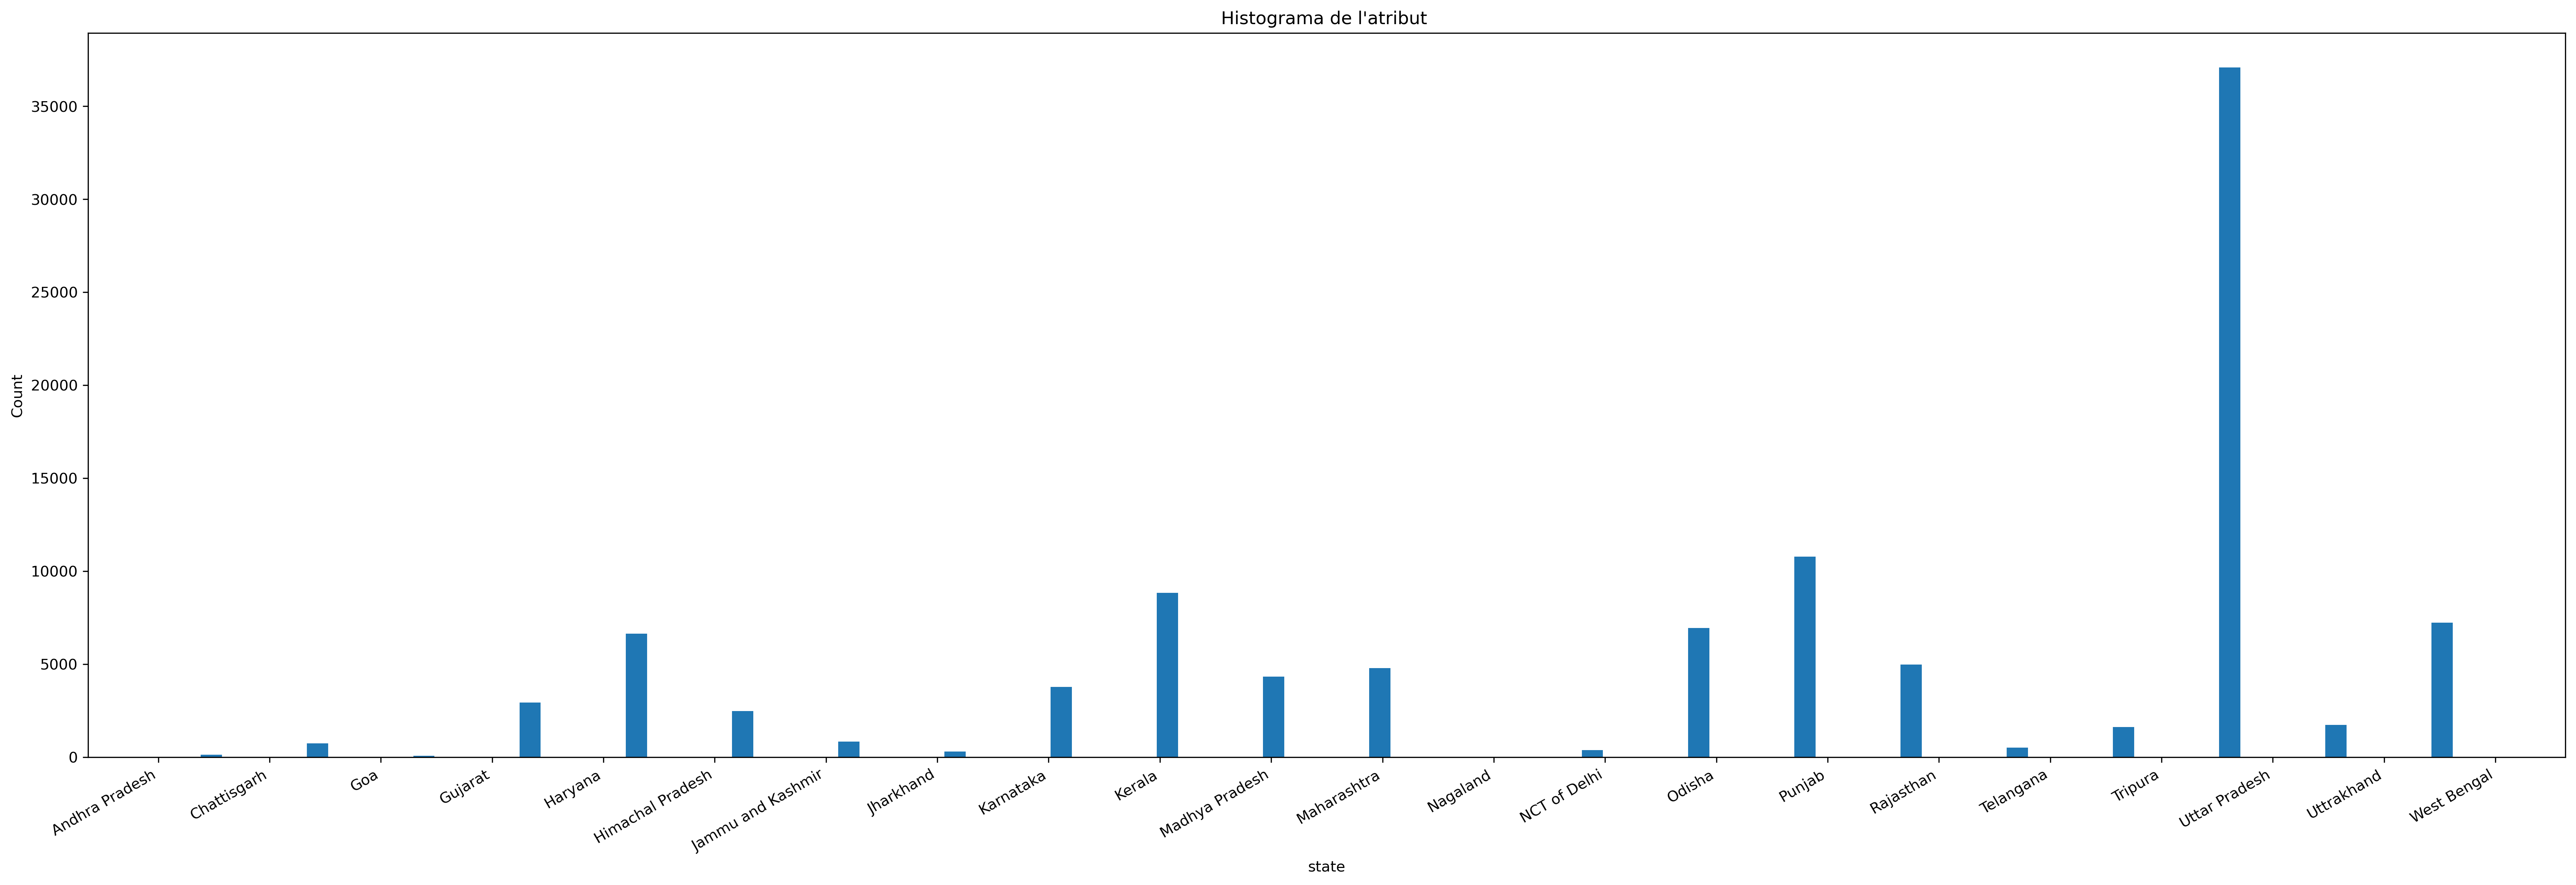 Histograma de l'atribut
35000
30000
25000
20000
15000
10000
5000
0
Count
Andhra Pradesh
Chattisgarh
Goa
Gujarat
Haryana
Himachal Pradesh
Jammu and Kashmir
Jharkhand
Karnataka
Kerala
Madhya Pradesh
Maharashtra
Nagaland
NCT of Delhi
Odisha
Punjab
Rajasthan
Telangana
Tripura
Uttar Pradesh
Uttrakhand
West Bengal
state